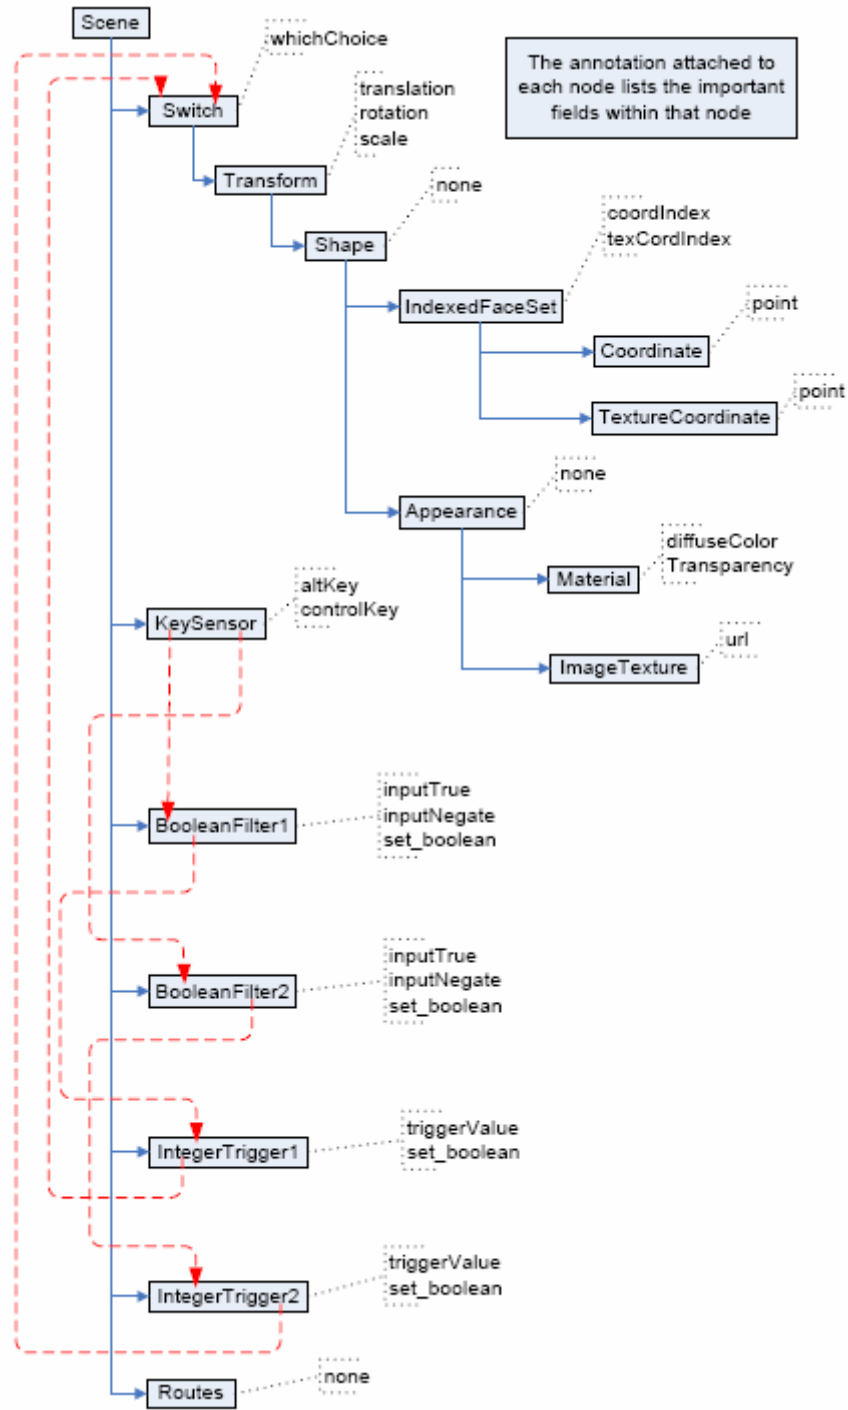 Scene
whichChoice
The annotation attached to
each node lists the important
fields within that node
translation
rotation
scale
Switch
Transform
none
Shape
coordIndex
texCordIndex
IndexedFaceSet
point
Coordinate
point
TextureCoordinate
none
Appearance
diffuseColor
Transparency
Material
altKey
controlKey
KeySensor
url
ImageTexture
inputTrue
inputNegate
set_boolean
BooleanFilter1
inputTrue
inputNegate
set_boolean
BooleanFilter2
triggerValue
set_boolean
IntegerTrigger1
triggerValue
set_boolean
IntegerTrigger2
none
Routes